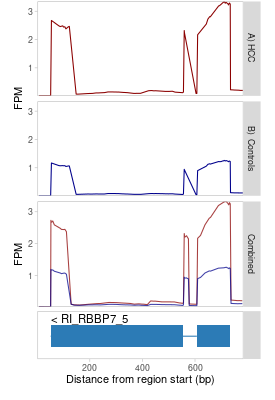 3
2
1
A) HCC
FPM
3
2
1
B) Controls
3
2
1
Combined
FPM
< RI_RBBP7_5
200 400 600
Distance from region start (bp)